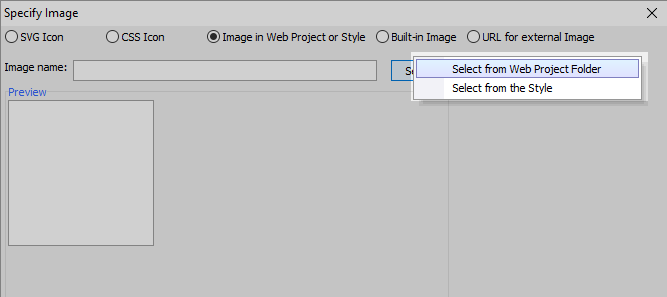 Specify Image
SVG Icon CSS Icon Image in Web Project or Style Built-in Image URL for external Image
Image name:
Select from Web Project Folder
Select from the Style
Preview